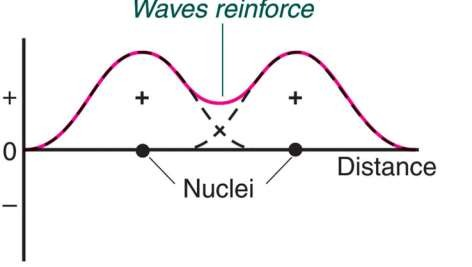 Waves reinforce
+
+ +
0
Distance
Nuclei
−